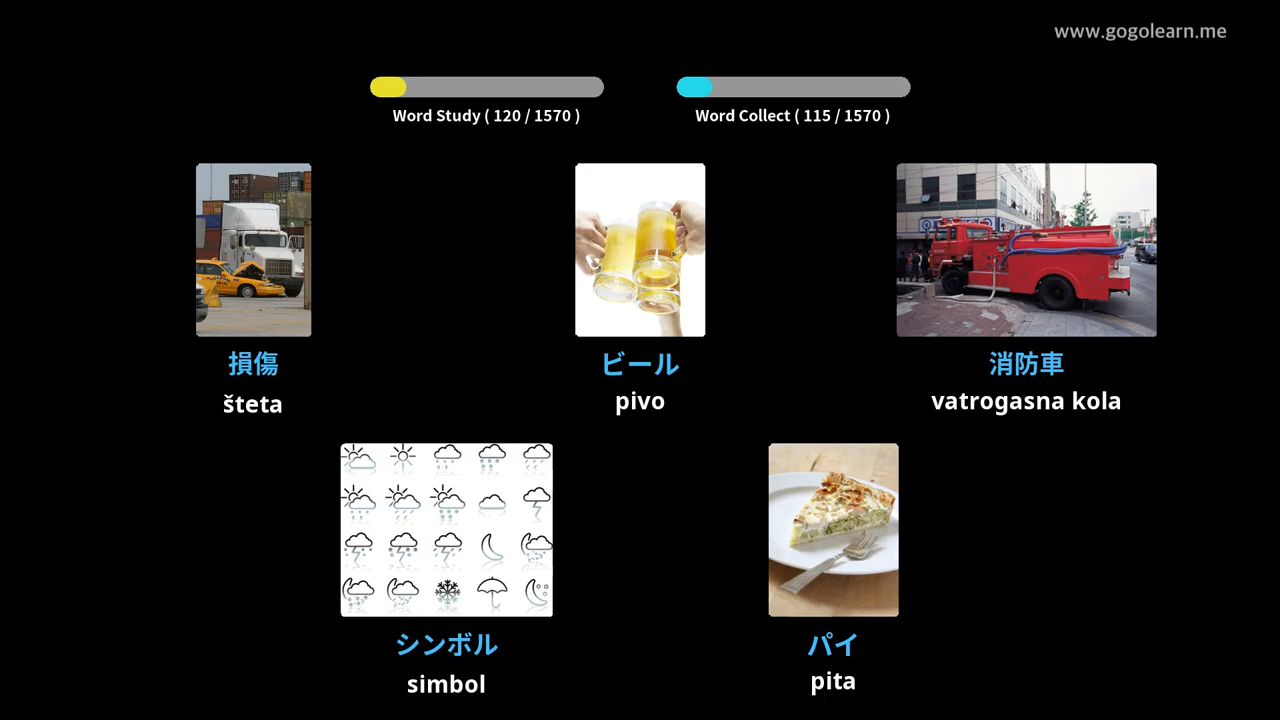 www.gogolearn.me
Word Study ( 120 / 1570 )
Word Collect ( 115 / 1570 )
損傷
šteta
ビール
pivo
消防車
vatrogasna kola
シンボル
simbol
パイ
pita